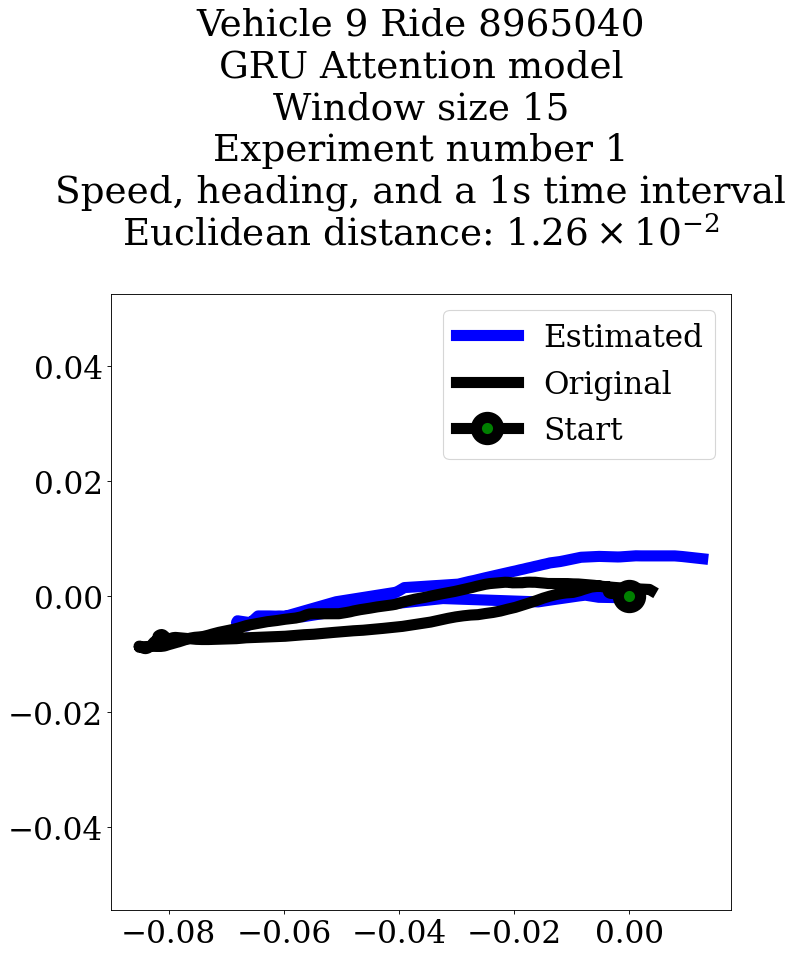 Vehicle 9 Ride 8965040
GRU Attention model
Window size 15
Experiment number 1
Speed, heading, and a 1s time interval
Euclidean distance: 1.26 × 10⁻²
Estimated
Original
Start
0.04
0.02
0.00
−0.02
−0.04
−0.08 −0.06 −0.04 −0.02 0.00